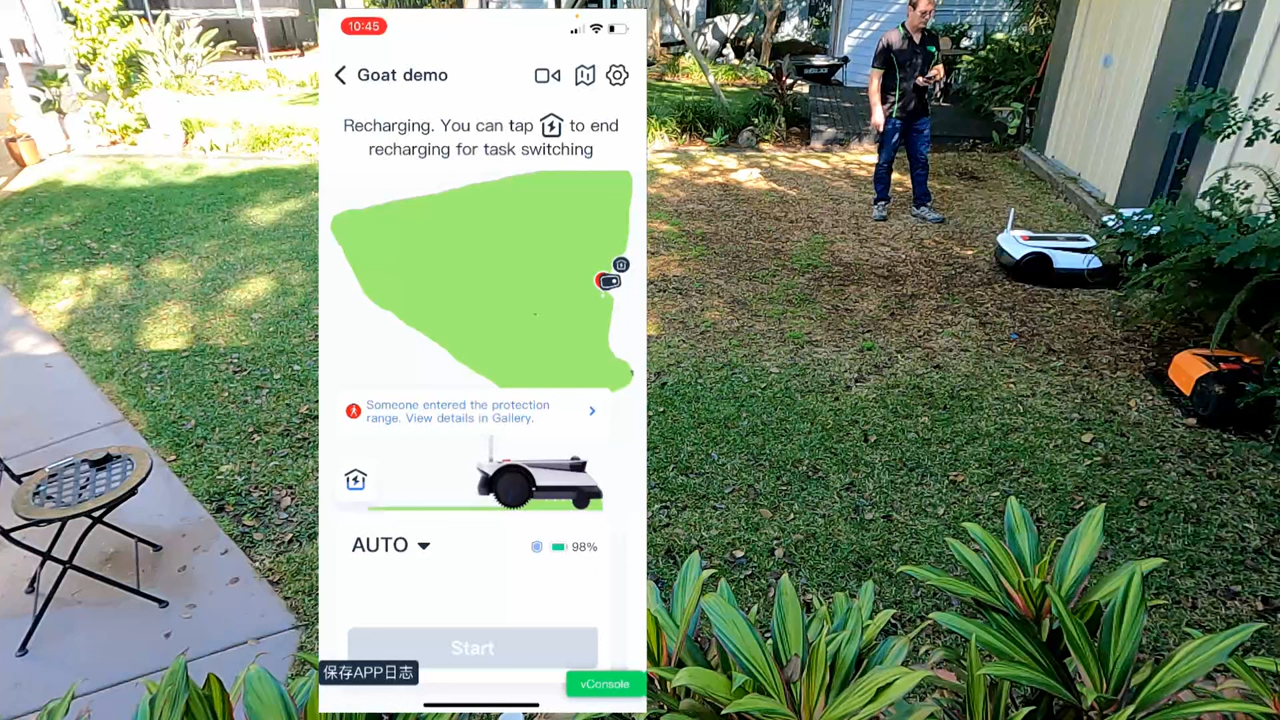 10:45
Goat demo
Recharging. You can tap to end
recharging for task switching
Someone entered the protection
range. View details in Gallery.
AUTO
98%
Start
保存APP日志
vConsole